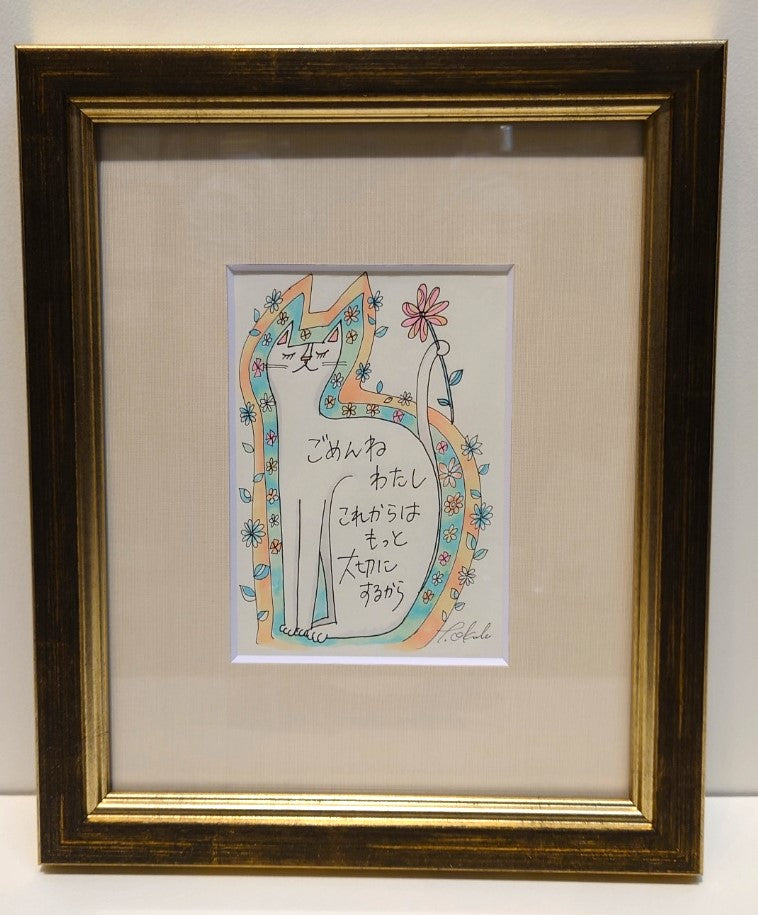 ごめんね
わたし
これからは
もっと
大切に
するから